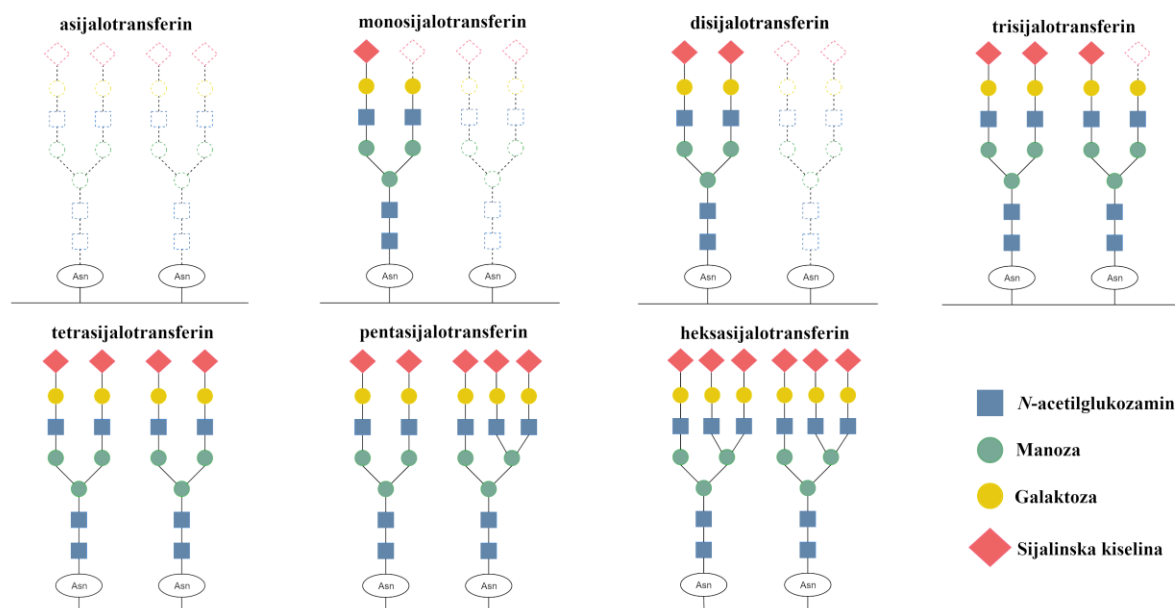 asijalotransferin
monosijalotransferin
disijalotransferin
trisijalotransferin
Asn Asn
Asn Asn
Asn Asn
Asn Asn
tetrasijalotransferin
pentasijalotransferin
heksasijalotransferin
N-acetilglukozamin
Manoza
Galaktoza
Sijalinska kiselina
Asn Asn
Asn Asn
Asn Asn